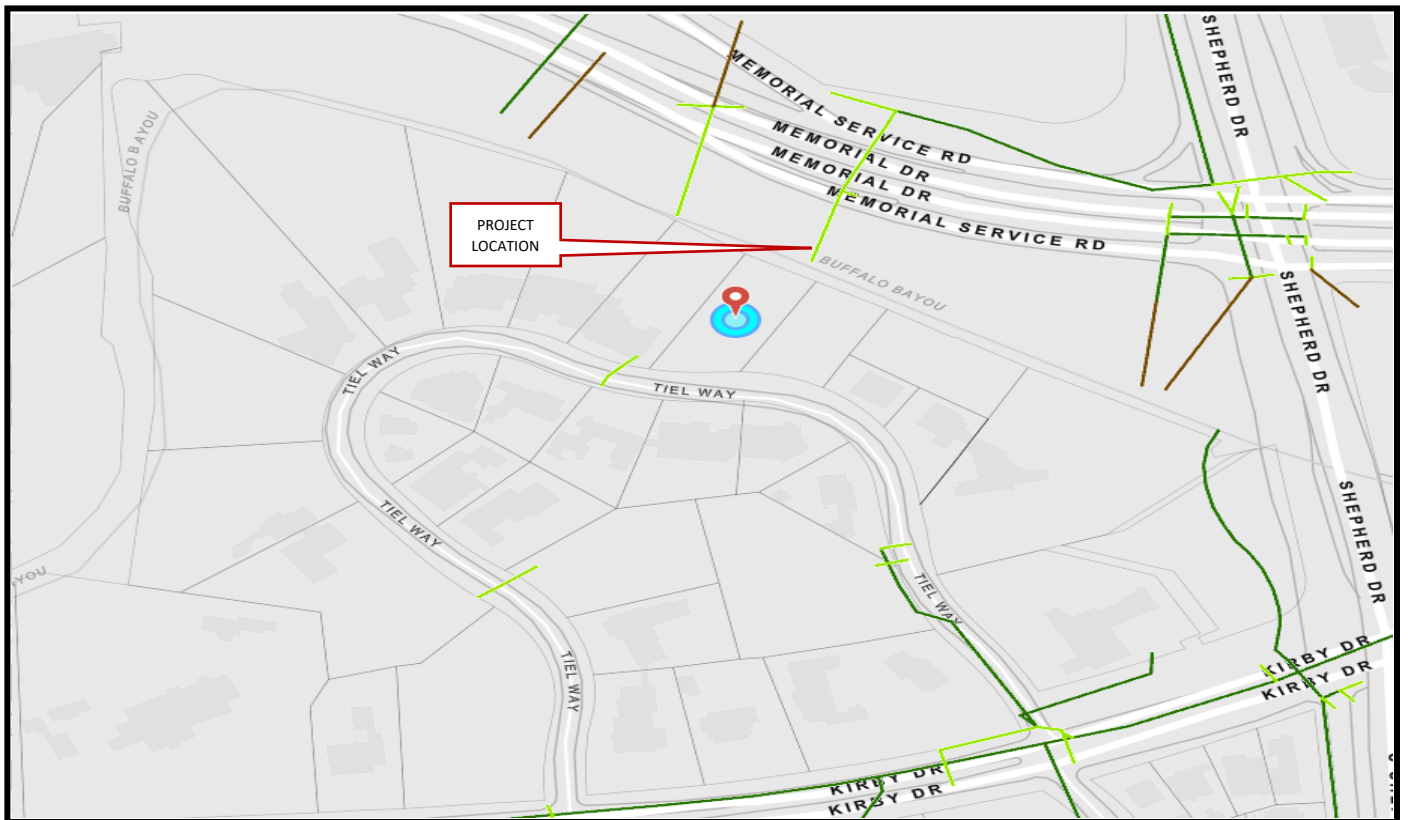 SHEPHERD DR
MEMORIAL SERVICE RD
MEMORIAL DR
MEMORIAL DR
MEMORIAL SERVICE RD
BUFFALO BAYOU
PROJECT
LOCATION
BUFFALO BAYOU
SHEPHERD DR
TIEL WAY
TIEL WAY
SHEPHERD DR
TIEL WAY
YOU
TIEL WAY
TIEL WAY
KIRBY DR
KIRBY DR
KIRBY DR
KIRBY DR